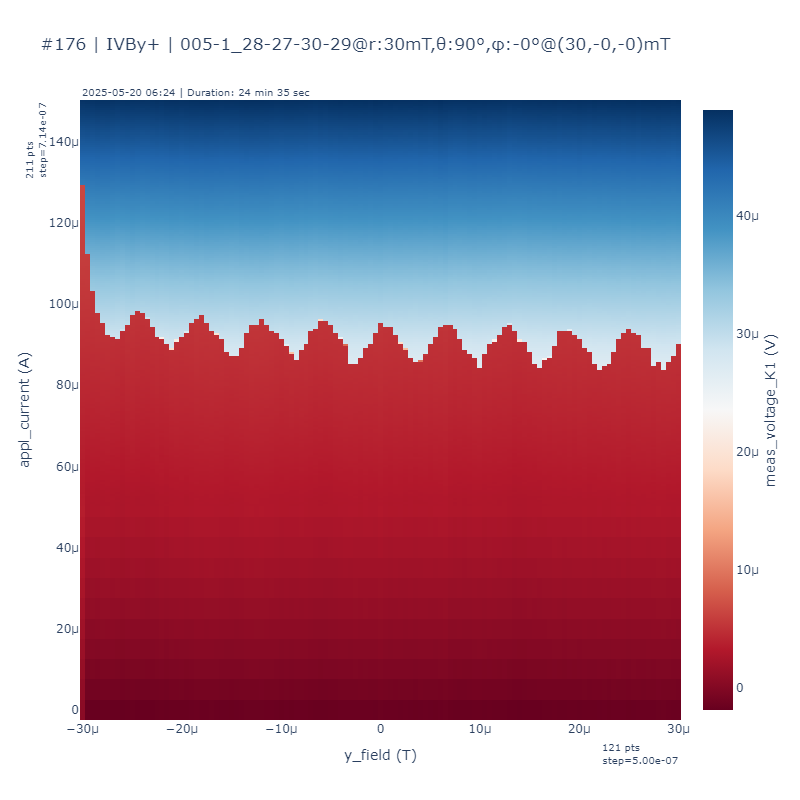 #176 | IVBy+ | 005-1_28-27-30-29@r:30mT,θ:90°,φ:-0°@(30,-0,-0)mT
2025-05-20 06:24 | Duration: 24 min 35 sec
211 pts
step=7.14e-07
140μ
120μ
100μ
80μ
60μ
40μ
20μ
0
appl_current (A)
−30μ
−20μ
−10μ
0
10μ
20μ
30μ
y_field (T)
121 pts
step=5.00e-07
40μ
30μ
20μ
10μ
0
meas_voltage_K1 (V)